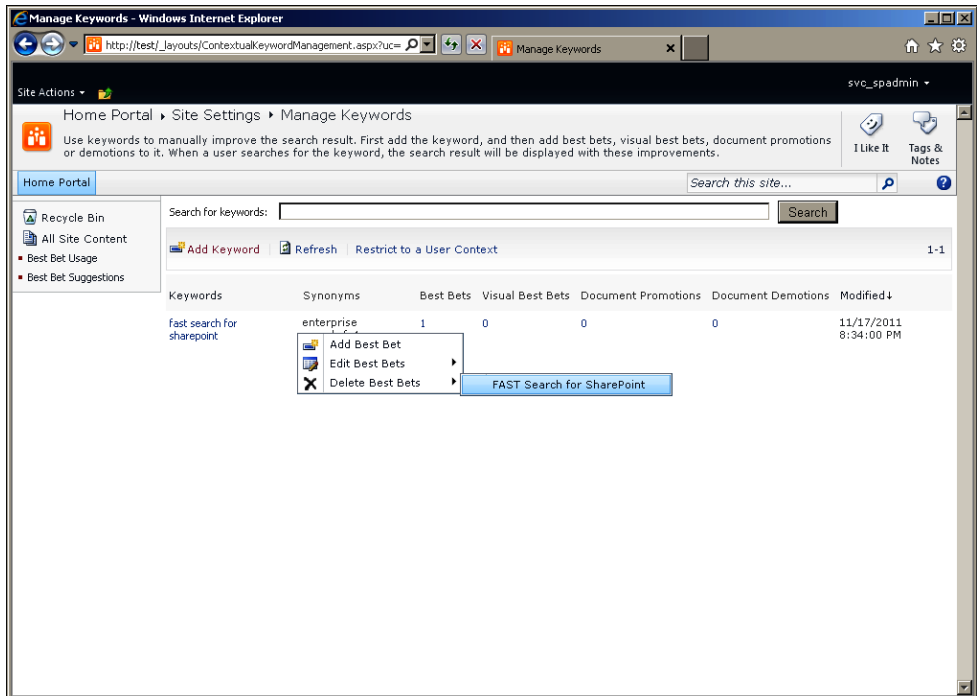 Manage Keywords - Windows Internet Explorer
http://test/_layouts/ContextualKeywordManagement.aspx?uc=
Manage Keywords
Site Actions
svc_spadmin
Home Portal Site Settings Manage Keywords
Use keywords to manually improve the search result. First add the keyword, and then add best bets, visual best bets, document promotions
or demotions to it. When a user searches for the keyword, the search result will be displayed with these improvements.
I Like It
Tags &
Notes
Home Portal
Search this site...
Recycle Bin
All Site Content
Best Bet Usage
Best Bet Suggestions
Search for keywords:
Search
Add Keyword Refresh Restrict to a User Context
1-1
Keywords Synonyms Best Bets Visual Best Bets Document Promotions Document Demotions Modified↓
fast search for
sharepoint
enterprise
1 0 0 0
11/17/2011
8:34:00 PM
Add Best Bet
Edit Best Bets
Delete Best Bets
FAST Search for SharePoint